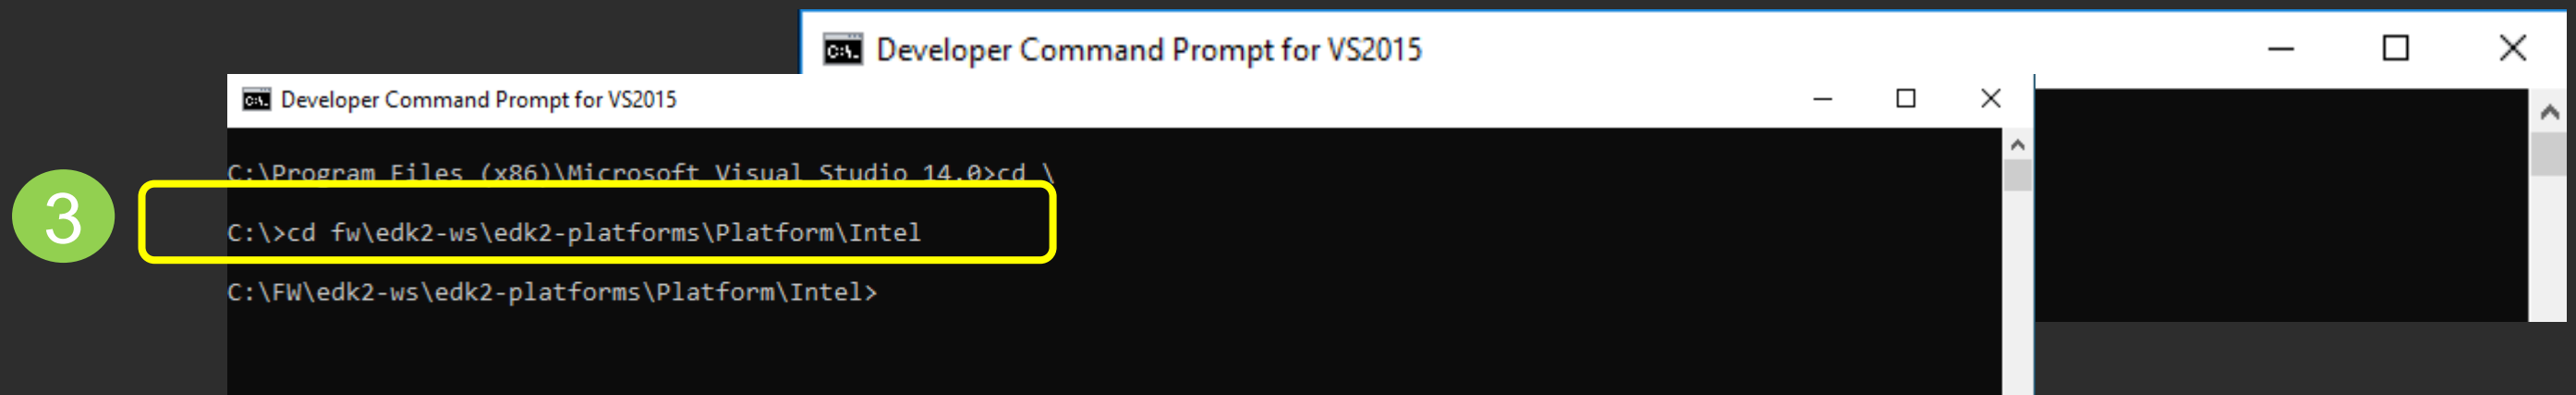 Developer Command Prompt for VS2015
Developer Command Prompt for VS2015
C:\Program Files (x86)\Microsoft Visual Studio 14.0>cd \
3
C:\>cd fw\edk2-ws\edk2-platforms\Platform\Intel
C:\FW\edk2-ws\edk2-platforms\Platform\Intel>